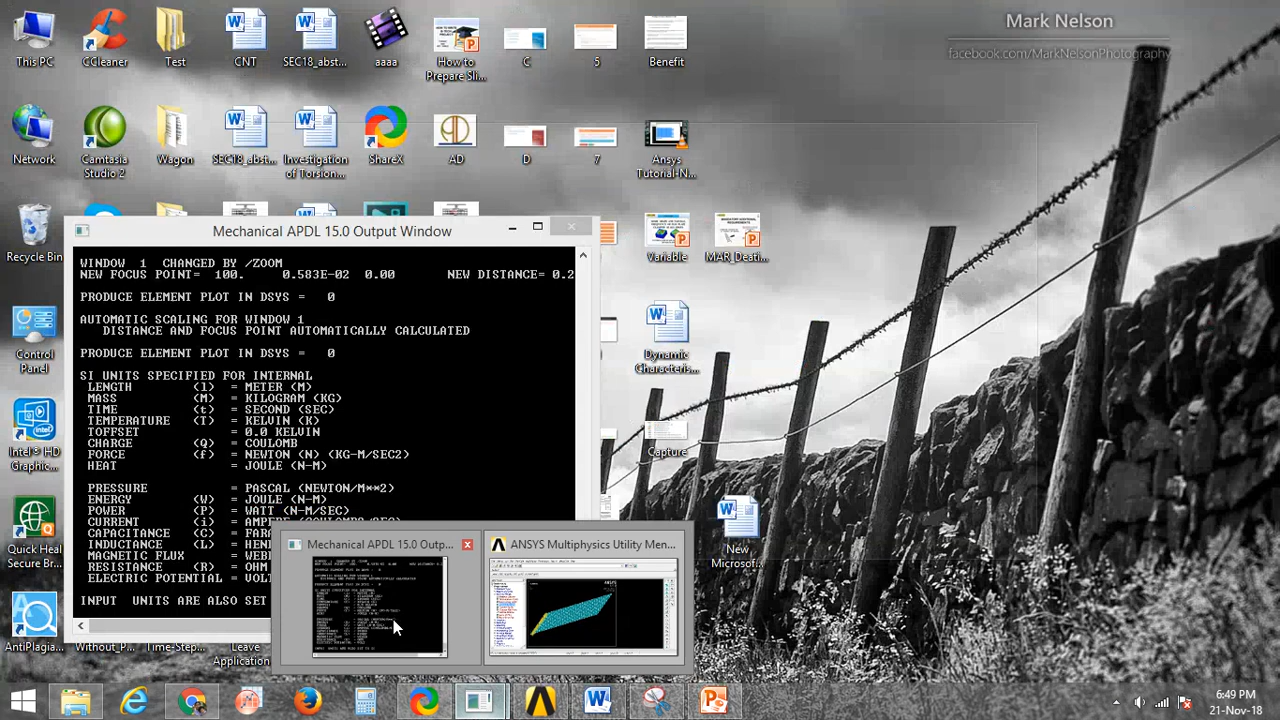 Mark Nelson
facebook.com/MarkNelsonPhotography
This PC
CCleaner
Test
CNT
SEC18_abst...
aaaa
How to
Prepare Sli...
C
5
Benefit
Network
Camtasia
Studio 2
Wagon
SEC18_abst...
Investigation
of Torsion...
ShareX
AD
D
7
Ansys
Tutorial-N...
Recycle Bin
Variable
MAR_Deati...
Control
Panel
Dynamic
Characteris...
Intel® HD
Graphic...
Capture
Quick Heal
Secure Br...
New
Microsoft
AntiPlagia
Without_P...
Time-Step...
Leave
Application
Mechanical APDL 15.0 Output Window
WINDOW 1 CHANGED BY /ZOOM
NEW FOCUS POINT= 100. 0.583E-02 0.00 NEW DISTANCE= 0.2
PRODUCE ELEMENT PLOT IN DSYS = 0
AUTOMATIC SCALING FOR WINDOW 1
DISTANCE AND FOCUS POINT AUTOMATICALLY CALCULATED
PRODUCE ELEMENT PLOT IN DSYS = 0
SI UNITS SPECIFIED FOR INTERNAL
LENGTH (l) = METER (M)
MASS (M) = KILOGRAM (KG)
TIME (t) = SECOND (SEC)
TEMPERATURE (T) = KELVIN (K)
TOFFSET = 0.0 KELVIN
CHARGE (Q) = COULOMB
FORCE (f) = NEWTON (N) (KG-M/SEC2)
HEAT = JOULE (N-M)
PRESSURE = PASCAL (NEWTON/M**2)
ENERGY (W) = JOULE (N-M)
POWER (P) = WATT (N-M/SEC)
CURRENT (i) = AMPERE
CAPACITANCE (C) = FA
INDUCTANCE (L) = HEN
MAGNETIC FLUX = WEB
RESISTANCE (R) = OHM
ELECTRIC POTENTIAL =
INPUT UNITS ARE ALSO SET
Mechanical APDL 15.0 Outp...
ANSYS Multiphysics Utility Men...
6:49 PM
21-Nov-18